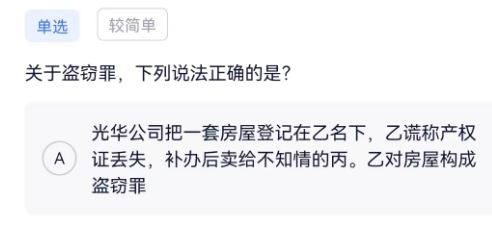 单选
较简单
关于盗窃罪，下列说法正确的是？
A
光华公司把一套房屋登记在乙名下，乙谎称产权
证丢失，补办后卖给不知情的丙。乙对房屋构成
盗窃罪